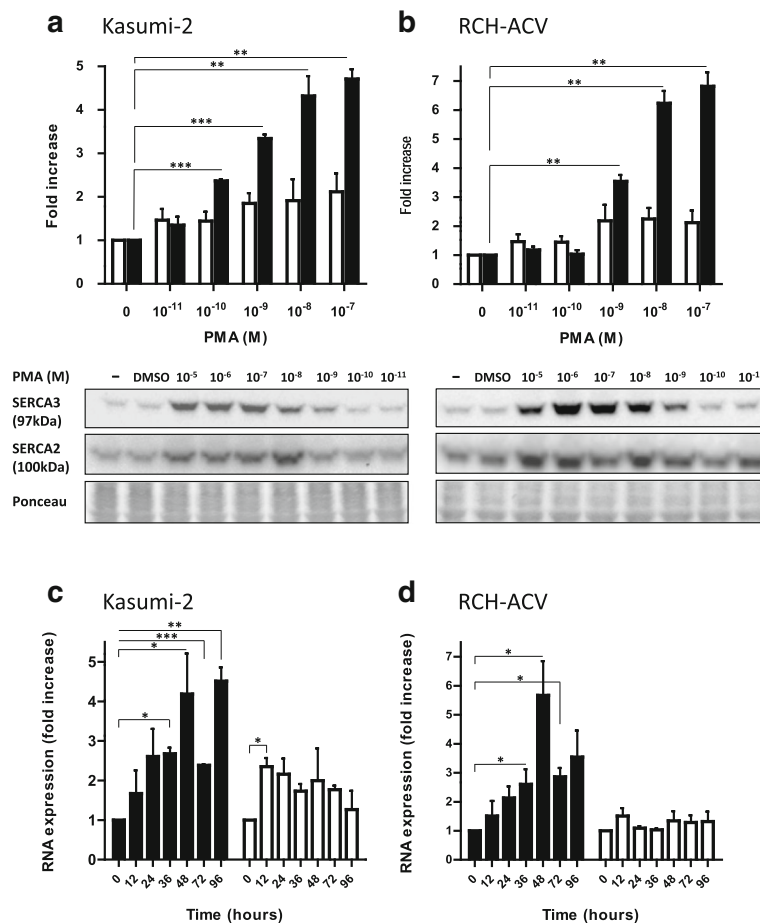 a Kasumi-2
b RCH-ACV
** 
**
***
***
Fold increase
5
4
3
2
1
0
0 10-11 10-10 10-9 10-8 10-7
PMA (M)
**
**
**
Fold increase
7
6
5
4
3
2
1
0
0 10-11 10-10 10-9 10-8 10-7
PMA (M)
PMA (M) – DMSO 10-5 10-6 10-7 10-8 10-9 10-10 10-11
– DMSO 10-5 10-6 10-7 10-8 10-9 10-10 10-1
SERCA3
(97kDa)
SERCA2
(100kDa)
Ponceau
c Kasumi-2
d RCH-ACV
**
***
*
*
*
RNA expression (fold increase)
5
4
3
2
1
0
0 12 24 36 48 72 96
0 12 24 36 48 72 96
Time (hours)
*
*
*
RNA expression (fold increase)
7
6
5
4
3
2
1
0
0 12 24 36 48 72 96
0 12 24 36 48 72 96
Time (hours)